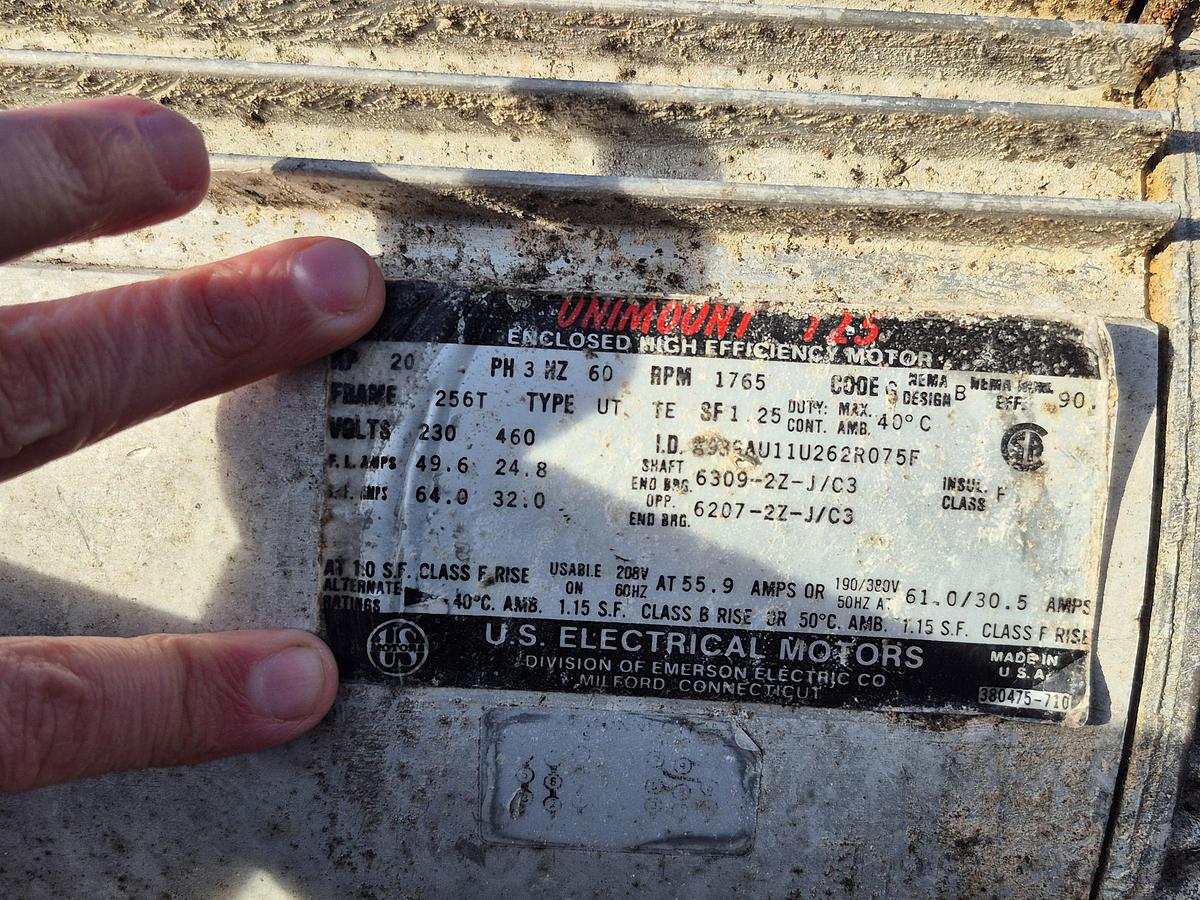 UNIMOUNT 125
ENCLOSED HIGH EFFICIENCY MOTOR
HP 20 PH 3 HZ 60 RPM 1765 CODE G NEMA DESIGN B NEMA NOM. EFF. 90.
FRAME 256T TYPE UT TE SF 1.25 DUTY: MAX. CONT. AMB. 40°C
VOLTS 230 460 I.D. AU11U262R075F
F.L. AMPS 49.6 24.8 SHAFT END BRG. 6309-2Z-J/C3 INSUL. CLASS F
S.F. AMPS 64.0 32.0 OPP. END BRG. 6207-2Z-J/C3
AT 1.0 S.F. CLASS F RISE USABLE ON 208V 60HZ AT 55.9 AMPS OR 190/380V 50HZ AT 61.0/30.5 AMPS
ALTERNATE RATINGS 40°C. AMB. 1.15 S.F. CLASS B RISE OR 50°C. AMB. 1.15 S.F. CLASS F RISE
US MOTORS
U.S. ELECTRICAL MOTORS
DIVISION OF EMERSON ELECTRIC CO
MILFORD, CONNECTICUT
MADE IN U.S.A.
380475-710